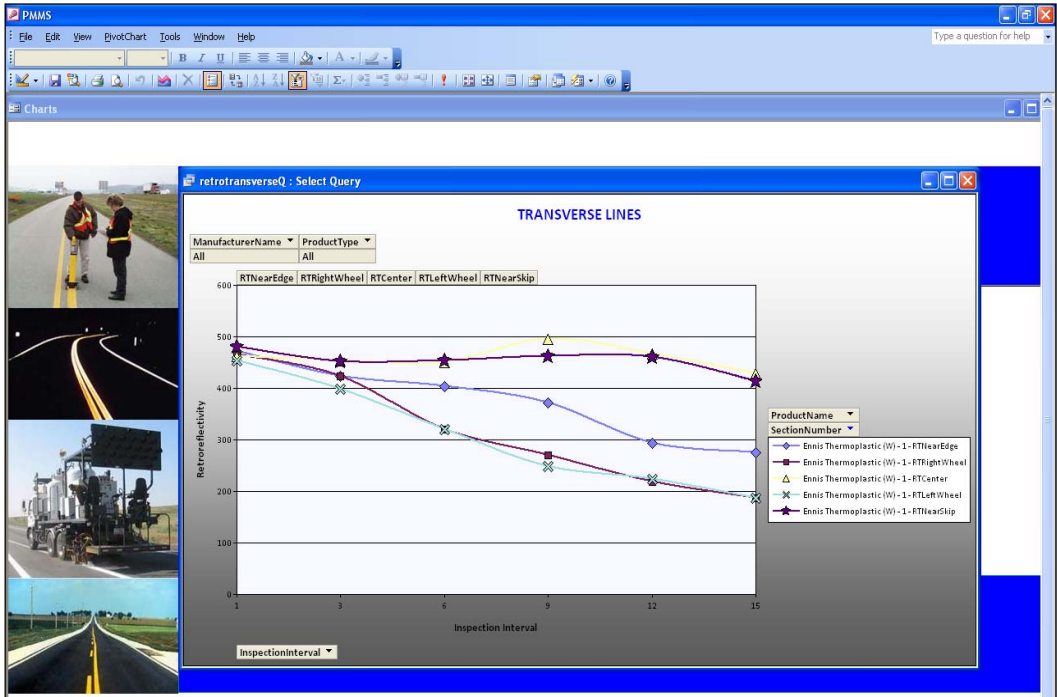 PMMS
File Edit View PivotChart Tools Window Help
Type a question for help
B I U A
Charts
retrotransverseQ : Select Query
TRANSVERSE LINES
ManufacturerName ProductType
All All
RTNearEdge RTRightWheel RTCenter RTLeftWheel RTNearSkip
600
500
400
300
200
100
0
Retroreflectivity
1 3 6 9 12 15
Inspection Interval
InspectionInterval
ProductName
SectionNumber
Ennis Thermoplastic (W) - 1 - RTNearEdge
Ennis Thermoplastic (W) - 1 - RTRightWheel
Ennis Thermoplastic (W) - 1 - RTCenter
Ennis Thermoplastic (W) - 1 - RTLeftWheel
Ennis Thermoplastic (W) - 1 - RTNearSkip